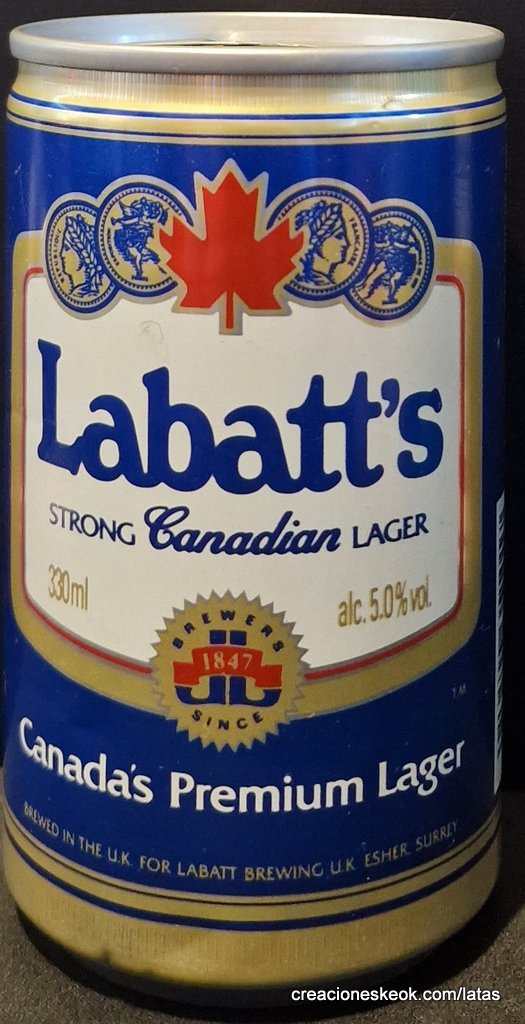 Labatt's
STRONG Canadian LAGER
330ml
alc. 5.0% vol.
BREWERS
1847
SINCE
TM
Canada's Premium Lager
BREWED IN THE U.K. FOR LABATT BREWING U.K. ESHER, SURREY
creacioneskeok.com/latas